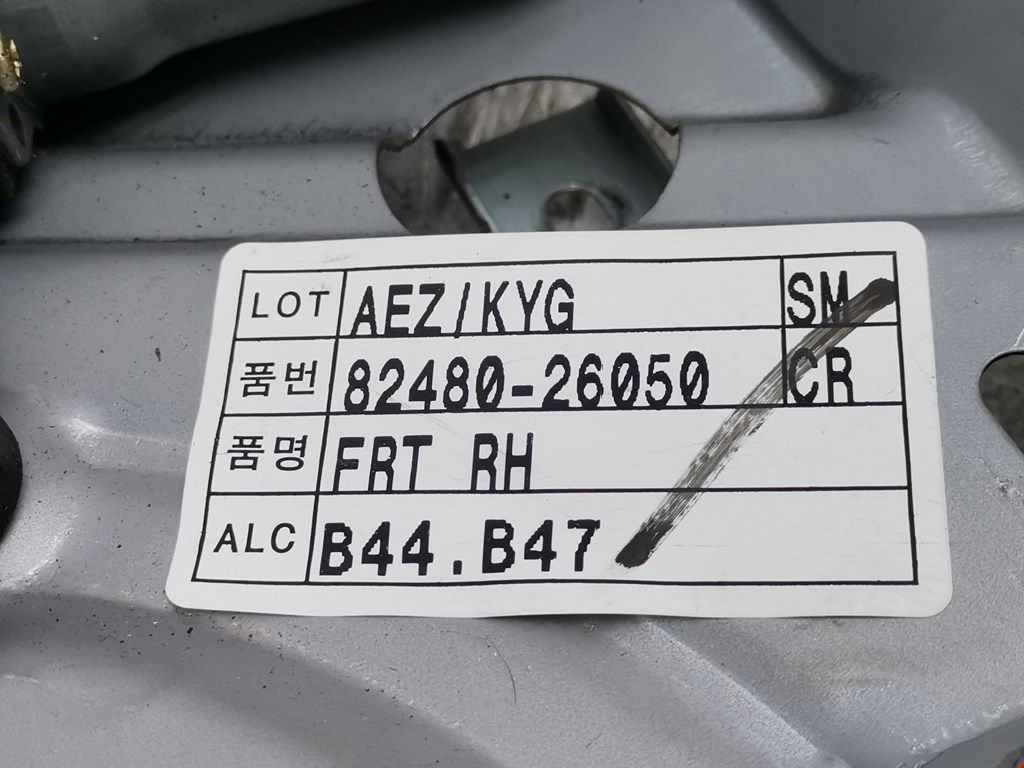 LOT AEZ/KYG SM
품번 82480-26050 CR
품명 FRT RH
ALC B44.B47